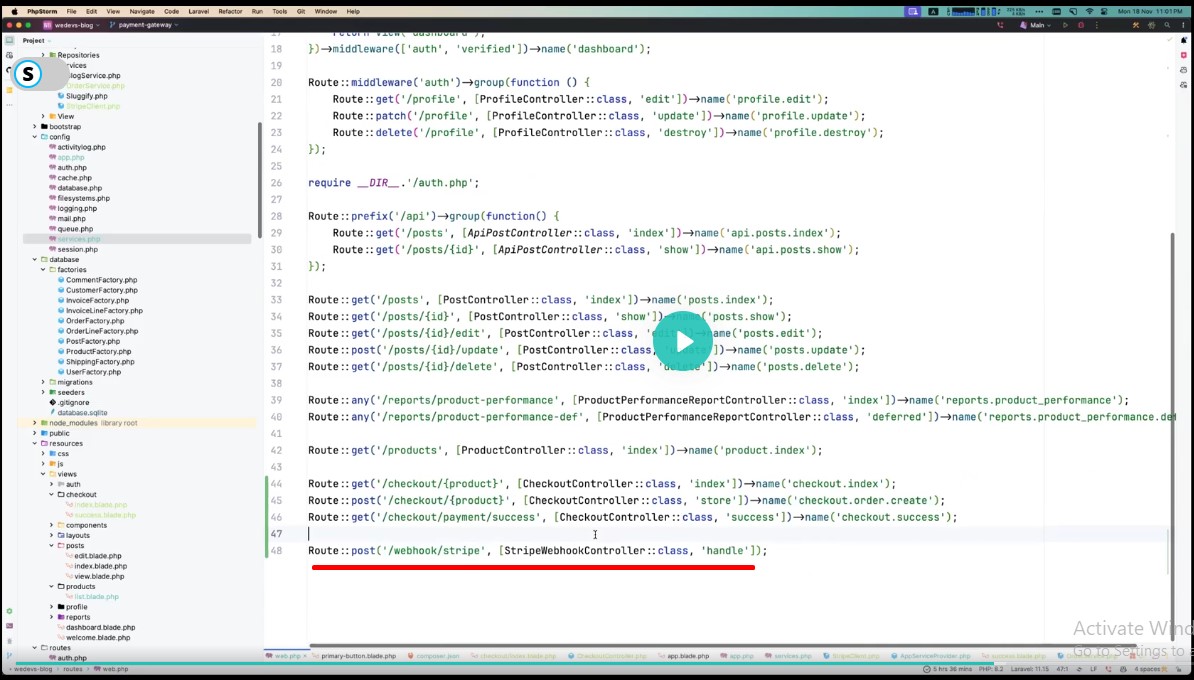 PhpStorm File Edit View Navigate Code Laravel Refactor Run Tools Git Window Help
Mon 18 Nov 11:01PM
wedevs-blog payment-gateway
Main
Project
Repositories
BlogService.php
OrderService.php
Sluggify.php
StripeClient.php
View
bootstrap
config
activitylog.php
app.php
auth.php
cache.php
database.php
filesystems.php
logging.php
mail.php
queue.php
services.php
session.php
database
factories
CommentFactory.php
CustomerFactory.php
InvoiceFactory.php
InvoiceLineFactory.php
OrderFactory.php
OrderLineFactory.php
PostFactory.php
ProductFactory.php
ShippingFactory.php
UserFactory.php
migrations
seeders
.gitignore
database.sqlite
node_modules library root
public
resources
css
js
views
auth
checkout
index.blade.php
success.blade.php
components
layouts
posts
edit.blade.php
index.blade.php
view.blade.php
products
list.blade.php
profile
reports
dashboard.blade.php
welcome.blade.php
routes
auth.php
S
17 return view('dashboard');
18 })->middleware(['auth', 'verified'])->name('dashboard');
19
20 Route::middleware('auth')->group(function () {
21 Route::get('/profile', [ProfileController::class, 'edit'])->name('profile.edit');
22 Route::patch('/profile', [ProfileController::class, 'update'])->name('profile.update');
23 Route::delete('/profile', [ProfileController::class, 'destroy'])->name('profile.destroy');
24 });
25
26 require __DIR__.'/auth.php';
27
28 Route::prefix('/api')->group(function() {
29 Route::get('/posts', [ApiPostController::class, 'index'])->name('api.posts.index');
30 Route::get('/posts/{id}', [ApiPostController::class, 'show'])->name('api.posts.show');
31 });
32
33 Route::get('/posts', [PostController::class, 'index'])->name('posts.index');
34 Route::get('/posts/{id}', [PostController::class, 'show'])->name('posts.show');
35 Route::get('/posts/{id}/edit', [PostController::class, 'edit'])->name('posts.edit');
36 Route::post('/posts/{id}/update', [PostController::class, 'update'])->name('posts.update');
37 Route::get('/posts/{id}/delete', [PostController::class, 'delete'])->name('posts.delete');
38
39 Route::any('/reports/product-performance', [ProductPerformanceReportController::class, 'index'])->name('reports.product_performance');
40 Route::any('/reports/product-performance-def', [ProductPerformanceReportController::class, 'deferred'])->name('reports.product_performance.def
41
42 Route::get('/products', [ProductController::class, 'index'])->name('product.index');
43
44 Route::get('/checkout/{product}', [CheckoutController::class, 'index'])->name('checkout.index');
45 Route::post('/checkout/{product}', [CheckoutController::class, 'store'])->name('checkout.order.create');
46 Route::get('/checkout/payment/success', [CheckoutController::class, 'success'])->name('checkout.success');
47
48 Route::post('/webhook/stripe', [StripeWebhookController::class, 'handle']);
Activate Wind
Go to Settings to a
web.php primary-button.blade.php composer.json checkout/index.blade.php CheckoutController.php app.blade.php app.php services.php StripeClient.php AppServiceProvider.php success.blade.php
wedevs-blog routes web.php
5 hrs 36 mins PHP: 8.2 Laravel: 11.15 47:1 LF 4 spaces